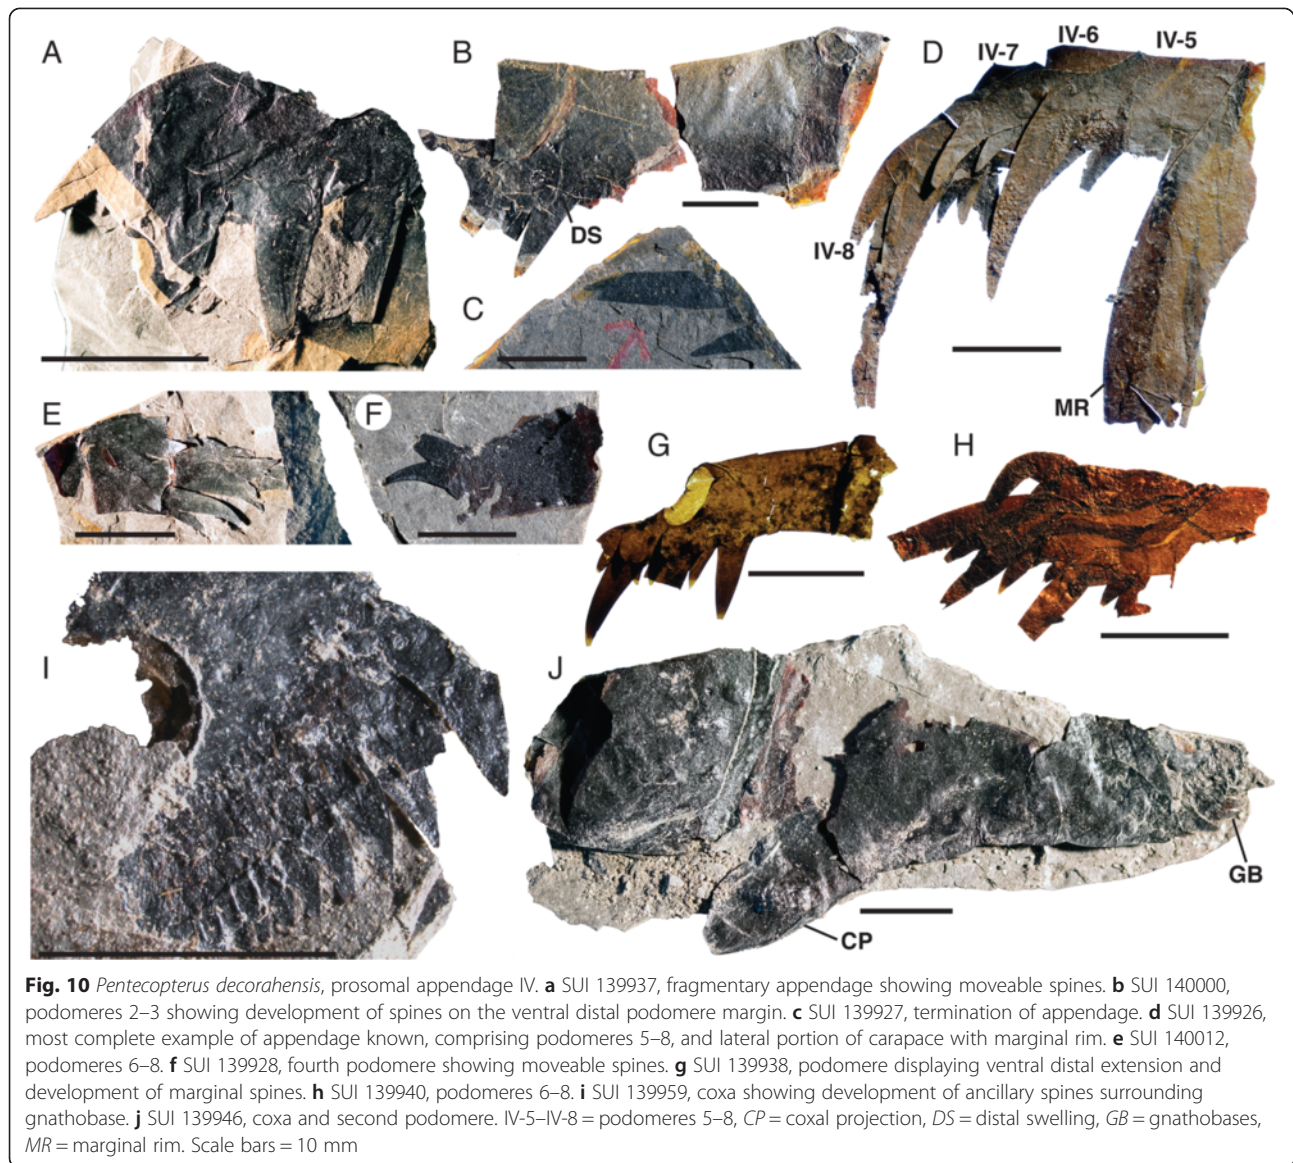 A
B
IV-6
IV-7
IV-5
D
DS
IV-8
C
MR
E
F
G
H
I
J
GB
CP
Fig. 10 Pentecopterus decorahensis, prosomal appendage IV. a SUI 139937, fragmentary appendage showing moveable spines. b SUI 140000,
podomeres 2–3 showing development of spines on the ventral distal podomere margin. c SUI 139927, termination of appendage. d SUI 139926,
most complete example of appendage known, comprising podomeres 5–8, and lateral portion of carapace with marginal rim. e SUI 140012,
podomeres 6–8. f SUI 139928, fourth podomere showing moveable spines. g SUI 139938, podomere displaying ventral distal extension and
development of marginal spines. h SUI 139940, podomeres 6–8. i SUI 139959, coxa showing development of ancillary spines surrounding
gnathobase. j SUI 139946, coxa and second podomere. IV-5–IV-8 = podomeres 5–8, CP = coxal projection, DS = distal swelling, GB = gnathobases,
MR = marginal rim. Scale bars = 10 mm